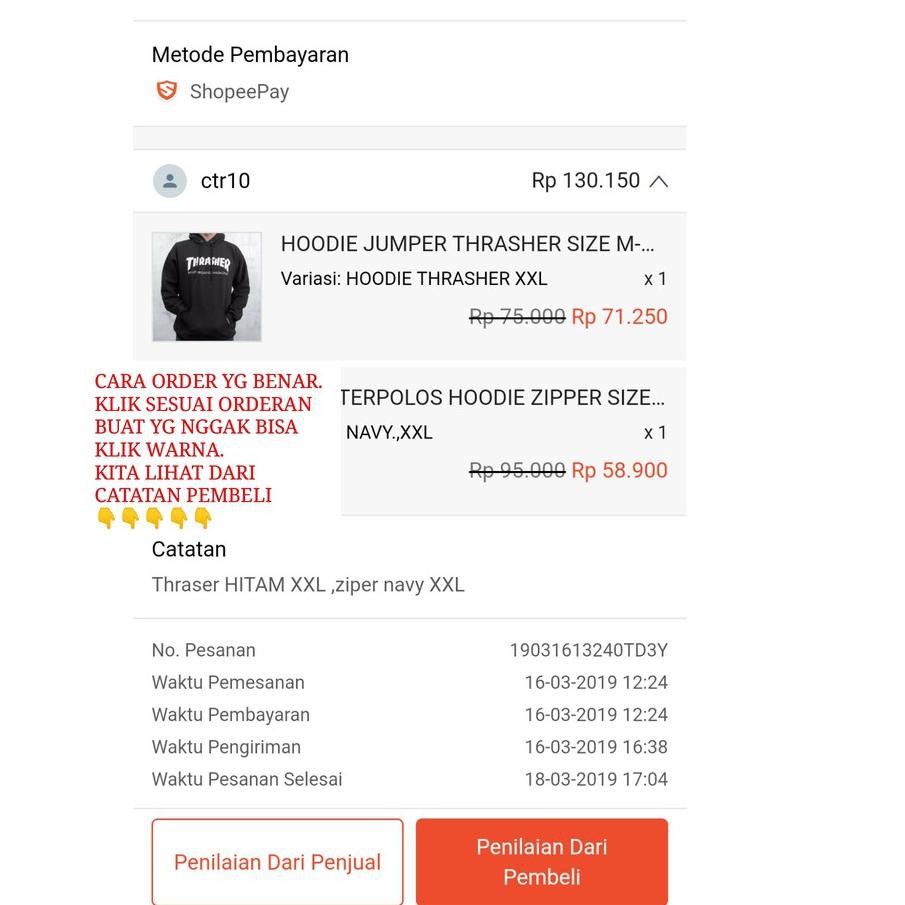 Metode Pembayaran
ShopeePay
ctr10
Rp 130.150
HOODIE JUMPER THRASHER SIZE M-...
Variasi: HOODIE THRASHER XXL
x 1
Rp 75.000 Rp 71.250
THRASHER
CARA ORDER YG BENAR.
KLIK SESUAI ORDERAN
BUAT YG NGGAK BISA
KLIK WARNA.
KITA LIHAT DARI
CATATAN PEMBELI
👇👇👇👇👇
TERPOLOS HOODIE ZIPPER SIZE...
NAVY.,XXL
x 1
Rp 95.000 Rp 58.900
Catatan
Thraser HITAM XXL ,ziper navy XXL
No. Pesanan 19031613240TD3Y
Waktu Pemesanan 16-03-2019 12:24
Waktu Pembayaran 16-03-2019 12:24
Waktu Pengiriman 16-03-2019 16:38
Waktu Pesanan Selesai 18-03-2019 17:04
Penilaian Dari Penjual
Penilaian Dari
Pembeli